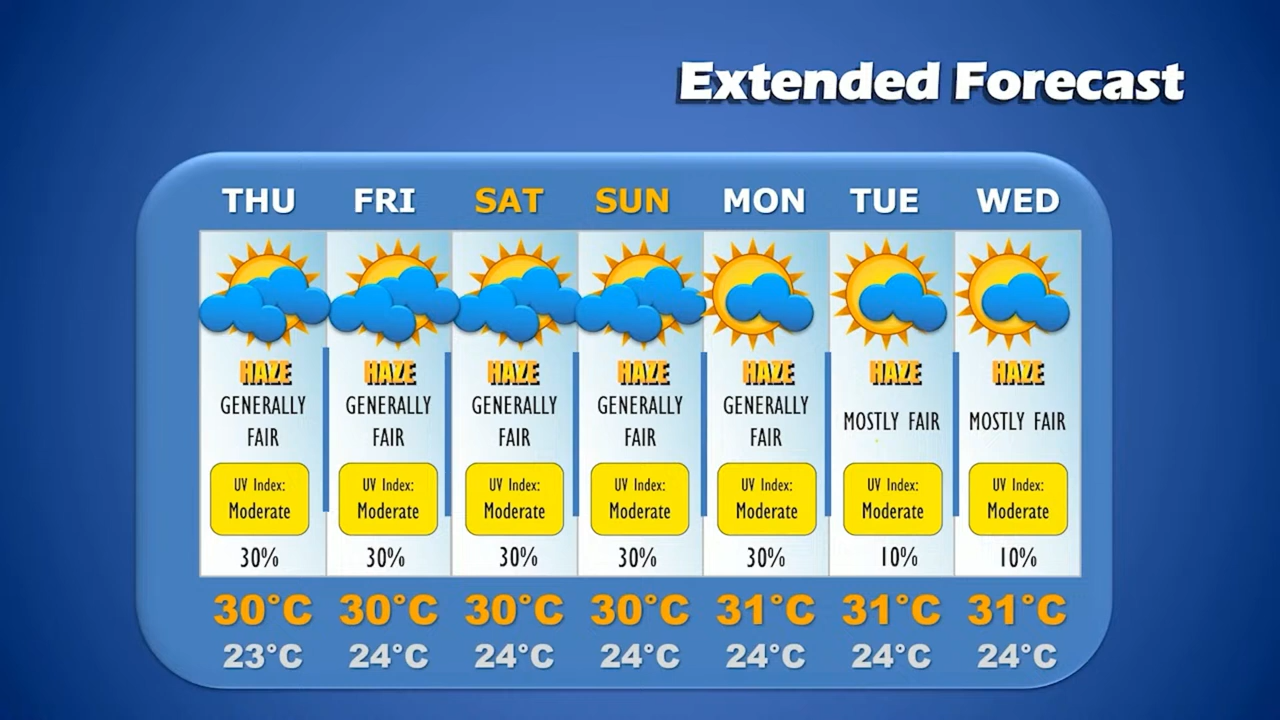 Extended Forecast
THU FRI SAT SUN MON TUE WED
HAZE HAZE HAZE HAZE HAZE HAZE HAZE
GENERALLY GENERALLY GENERALLY GENERALLY GENERALLY MOSTLY FAIR MOSTLY FAIR
FAIR FAIR FAIR FAIR FAIR
UV Index: UV Index: UV Index: UV Index: UV Index: UV Index: UV Index:
Moderate Moderate Moderate Moderate Moderate Moderate Moderate
30% 30% 30% 30% 30% 10% 10%
30°C 30°C 30°C 30°C 31°C 31°C 31°C
23°C 24°C 24°C 24°C 24°C 24°C 24°C